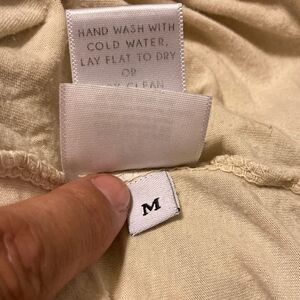 HAND WASH WITH
COLD WATER,
LAY FLAT TO DRY
OR
CLEAN
M